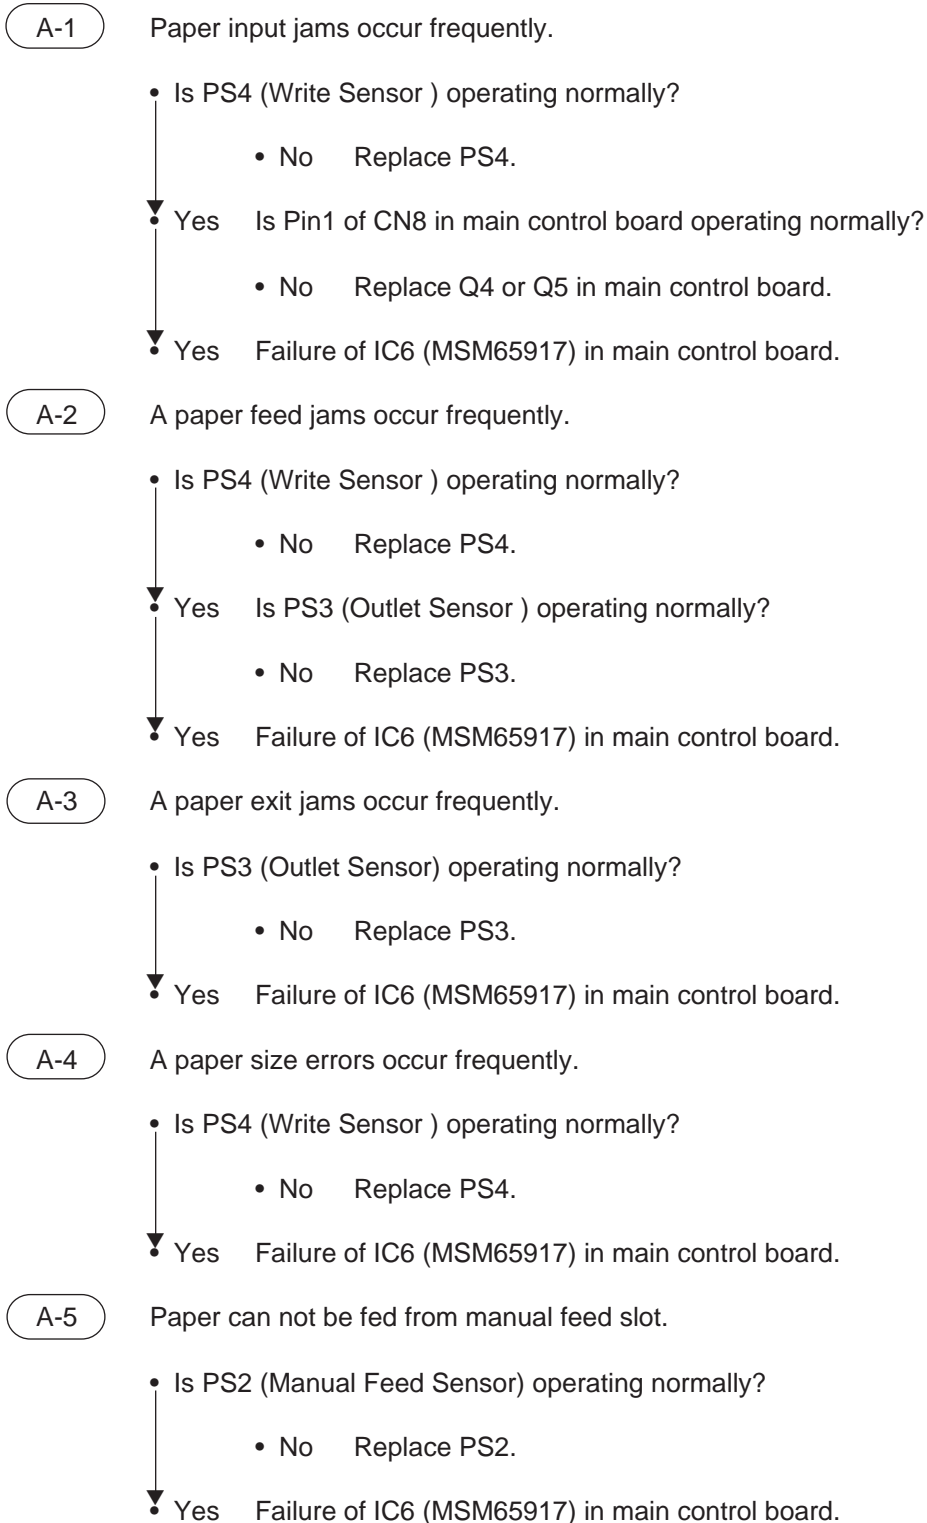 A-1 Paper input jams occur frequently.
• Is PS4 (Write Sensor ) operating normally?
• No Replace PS4.
• Yes Is Pin1 of CN8 in main control board operating normally?
• No Replace Q4 or Q5 in main control board.
• Yes Failure of IC6 (MSM65917) in main control board.
A-2 A paper feed jams occur frequently.
• Is PS4 (Write Sensor ) operating normally?
• No Replace PS4.
• Yes Is PS3 (Outlet Sensor ) operating normally?
• No Replace PS3.
• Yes Failure of IC6 (MSM65917) in main control board.
A-3 A paper exit jams occur frequently.
• Is PS3 (Outlet Sensor) operating normally?
• No Replace PS3.
• Yes Failure of IC6 (MSM65917) in main control board.
A-4 A paper size errors occur frequently.
• Is PS4 (Write Sensor ) operating normally?
• No Replace PS4.
• Yes Failure of IC6 (MSM65917) in main control board.
A-5 Paper can not be fed from manual feed slot.
• Is PS2 (Manual Feed Sensor) operating normally?
• No Replace PS2.
• Yes Failure of IC6 (MSM65917) in main control board.